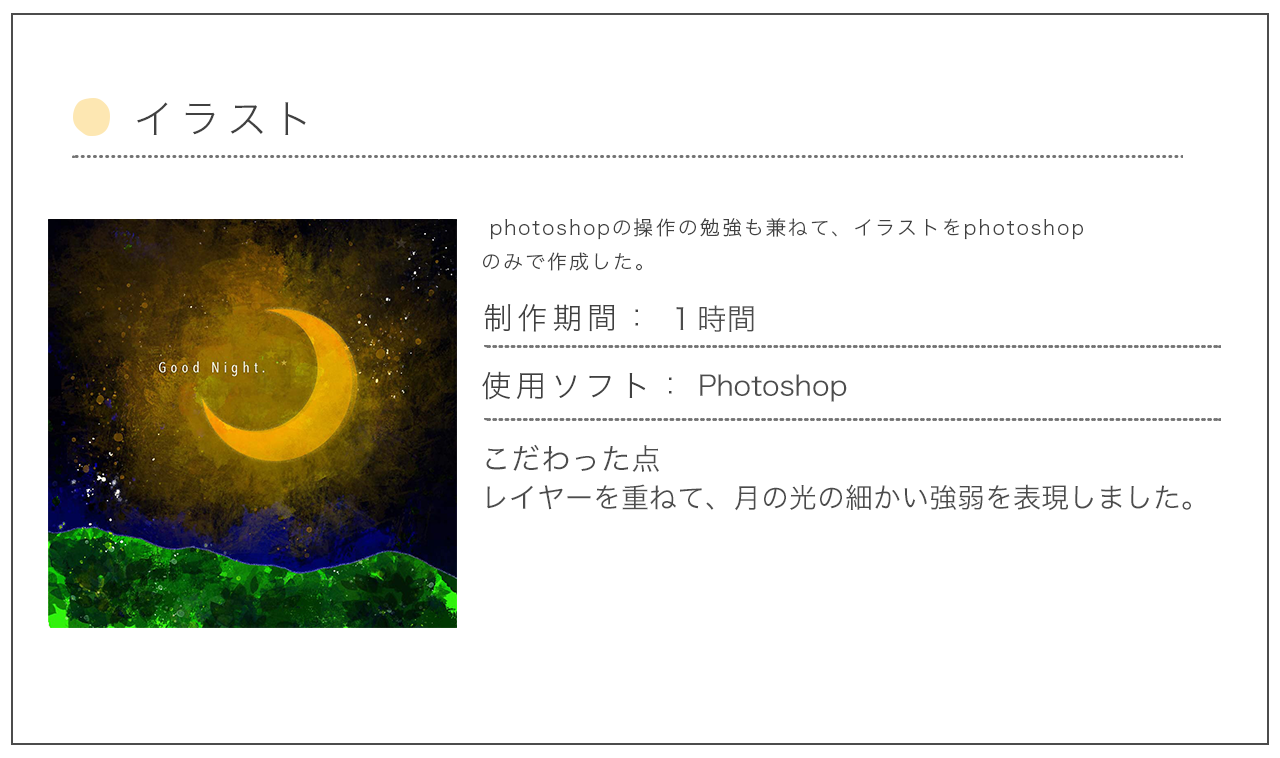 イラスト
photoshopの操作の勉強も兼ねて、イラストをphotoshop
のみで作成した。
Good Night.
制作期間： １時間
使用ソフト： Photoshop
こだわった点
レイヤーを重ねて、月の光の細かい強弱を表現しました。